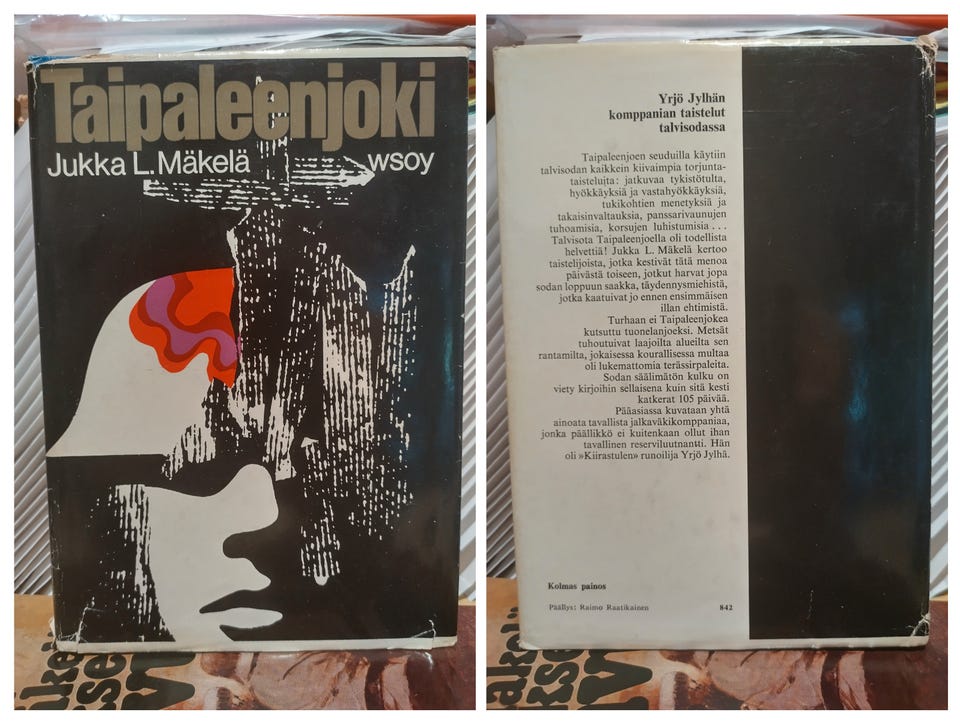 Taipaleenjoki
Jukka L. Mäkelä
wsoy
Yrjö Jylhän
komppanian taistelut
talvisodassa
Taipaleenjoen seuduilla käytiin
talvisodan kaikkein kiivaimpia torjunta-
taisteluita: jatkuvaa tykistötulta,
hyökkäyksiä ja vastahyökkäyksiä,
tukikohtien menetyksiä ja
takaisinvaltauksia, panssarivaunujen
tuhoamisia, korsujen luhistumisia . . .
Talvisota Taipaleenjoella oli todellista
helvettiä! Jukka L. Mäkelä kertoo
taistelijoista, jotka kestivät tätä menoa
päivästä toiseen, jotkut harvat jopa
sodan loppuun saakka, täydennysmiehistä,
jotka kaatuivat jo ennen ensimmäisen
illan ehtimistä.
Turhaan ei Taipaleenjokea
kutsuttu tuonelanjoeksi. Metsät
tuhoutuivat laajoilta alueilta sen
rantamilta, jokaisessa kourallisessa multaa
oli lukemattomia terässirpaleita.
Sodan säälimätön kulku on
viety kirjoihin sellaisena kuin sitä kesti
katkerat 105 päivää.
Pääasiassa kuvataan yhtä
ainoata tavallista jalkaväkikomppaniaa,
jonka päällikkö ei kuitenkaan ollut ihan
tavallinen reserviluutnantti. Hän
oli »Kiirastulen» runoilija Yrjö Jylhä.
Kolmas painos
Päällys: Raimo Raatikainen 842